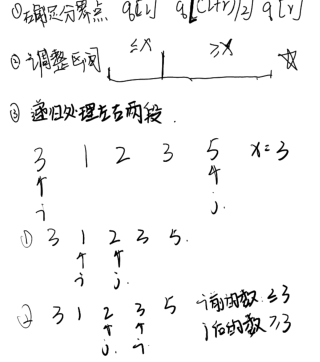 ①确定分界点 q[l] q[(l+r)/2] q[r]
②调整区间 ≤x ≥x ☆
③ 递归处理左右两段.
3 1 2 3 5 x=3
i j.
① 3 1 2 3 5.
i j.
② 3 1 2 3 5 i前的数 ≤3
j后的数 ≥3
j. i.